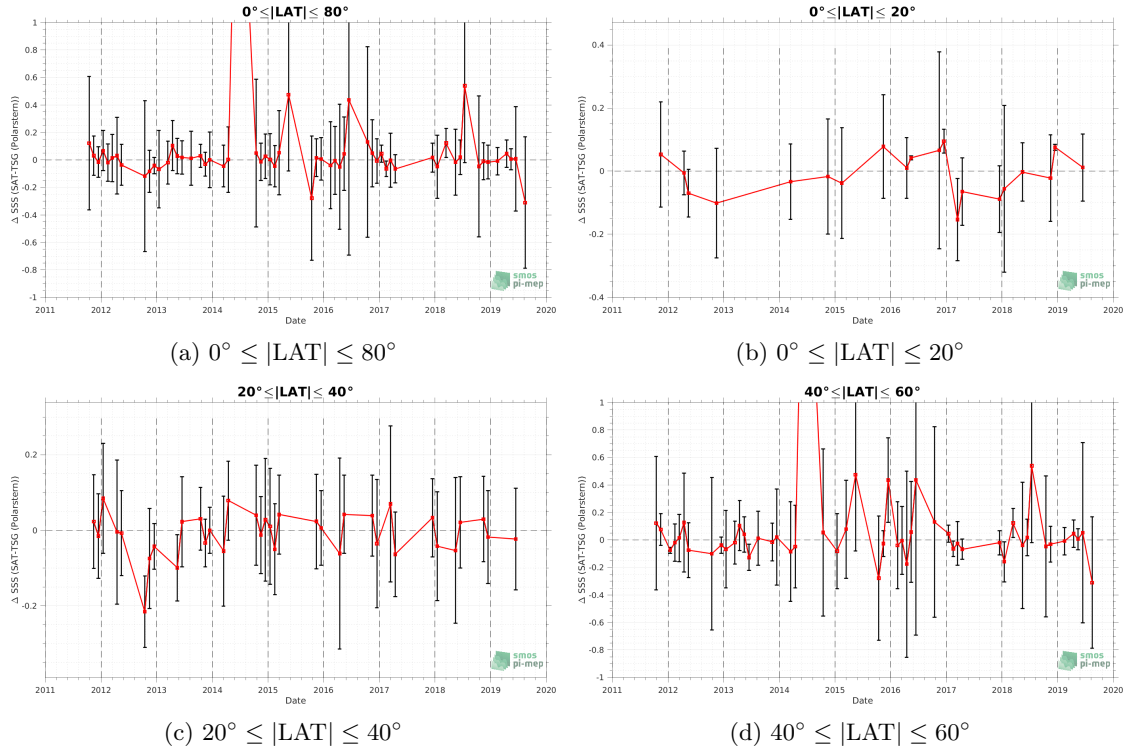 0°≤|LAT|≤ 80°
1
0.8
0.6
0.4
0.2
0
-0.2
-0.4
-0.6
-0.8
-1
Δ SSS (SAT-TSG (Polarstern))
2011 2012 2013 2014 2015 2016 2017 2018 2019 2020
Date
smos
pi-mep
(a) 0° ≤ |LAT| ≤ 80°
0°≤|LAT|≤ 20°
0.4
0.2
0
-0.2
-0.4
Δ SSS (SAT-TSG (Polarstern))
2011 2012 2013 2014 2015 2016 2017 2018 2019 2020
Date
smos
pi-mep
(b) 0° ≤ |LAT| ≤ 20°
20°≤|LAT|≤ 40°
0.2
0
-0.2
Δ SSS (SAT-TSG (Polarstern))
2011 2012 2013 2014 2015 2016 2017 2018 2019 2020
Date
smos
pi-mep
(c) 20° ≤ |LAT| ≤ 40°
40°≤|LAT|≤ 60°
1
0.8
0.6
0.4
0.2
0
-0.2
-0.4
-0.6
-0.8
-1
Δ SSS (SAT-TSG (Polarstern))
2011 2012 2013 2014 2015 2016 2017 2018 2019 2020
Date
smos
pi-mep
(d) 40° ≤ |LAT| ≤ 60°